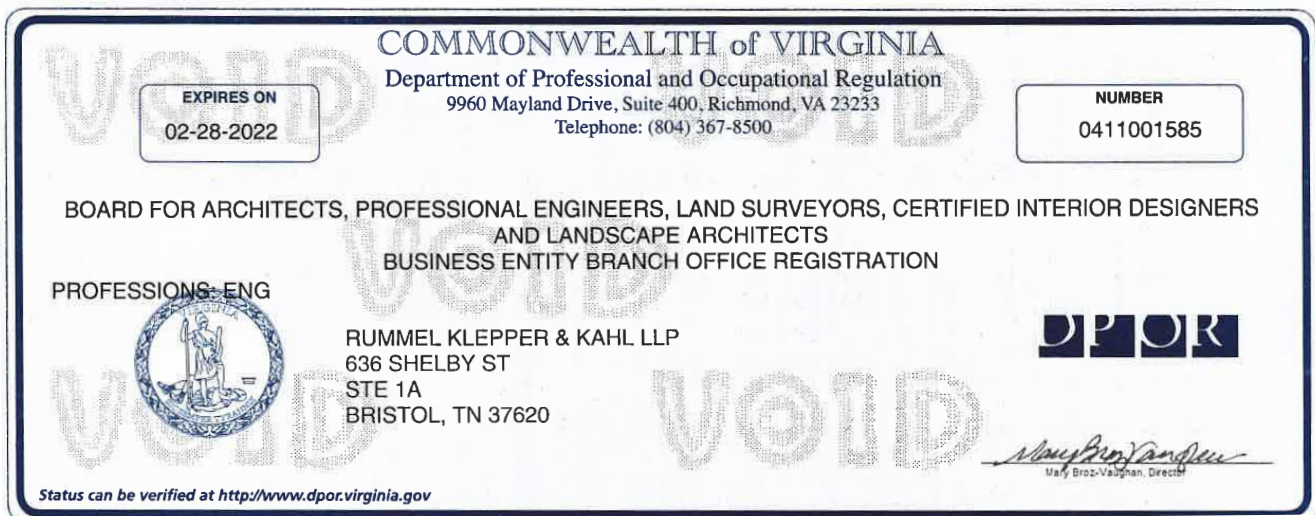 COMMONWEALTH of VIRGINIA
Department of Professional and Occupational Regulation
9960 Mayland Drive, Suite 400, Richmond, VA 23233
Telephone: (804) 367-8500
EXPIRES ON
02-28-2022
NUMBER
0411001585
VOID
VOID
BOARD FOR ARCHITECTS, PROFESSIONAL ENGINEERS, LAND SURVEYORS, CERTIFIED INTERIOR DESIGNERS
AND LANDSCAPE ARCHITECTS
BUSINESS ENTITY BRANCH OFFICE REGISTRATION
VOID
PROFESSIONS: ENG
VIRGINIA
RUMMEL KLEPPER & KAHL LLP
636 SHELBY ST
STE 1A
BRISTOL, TN 37620
DPOR
VOID
VOID
Mary Broz-Vaughan, Director
Status can be verified at http://www.dpor.virginia.gov